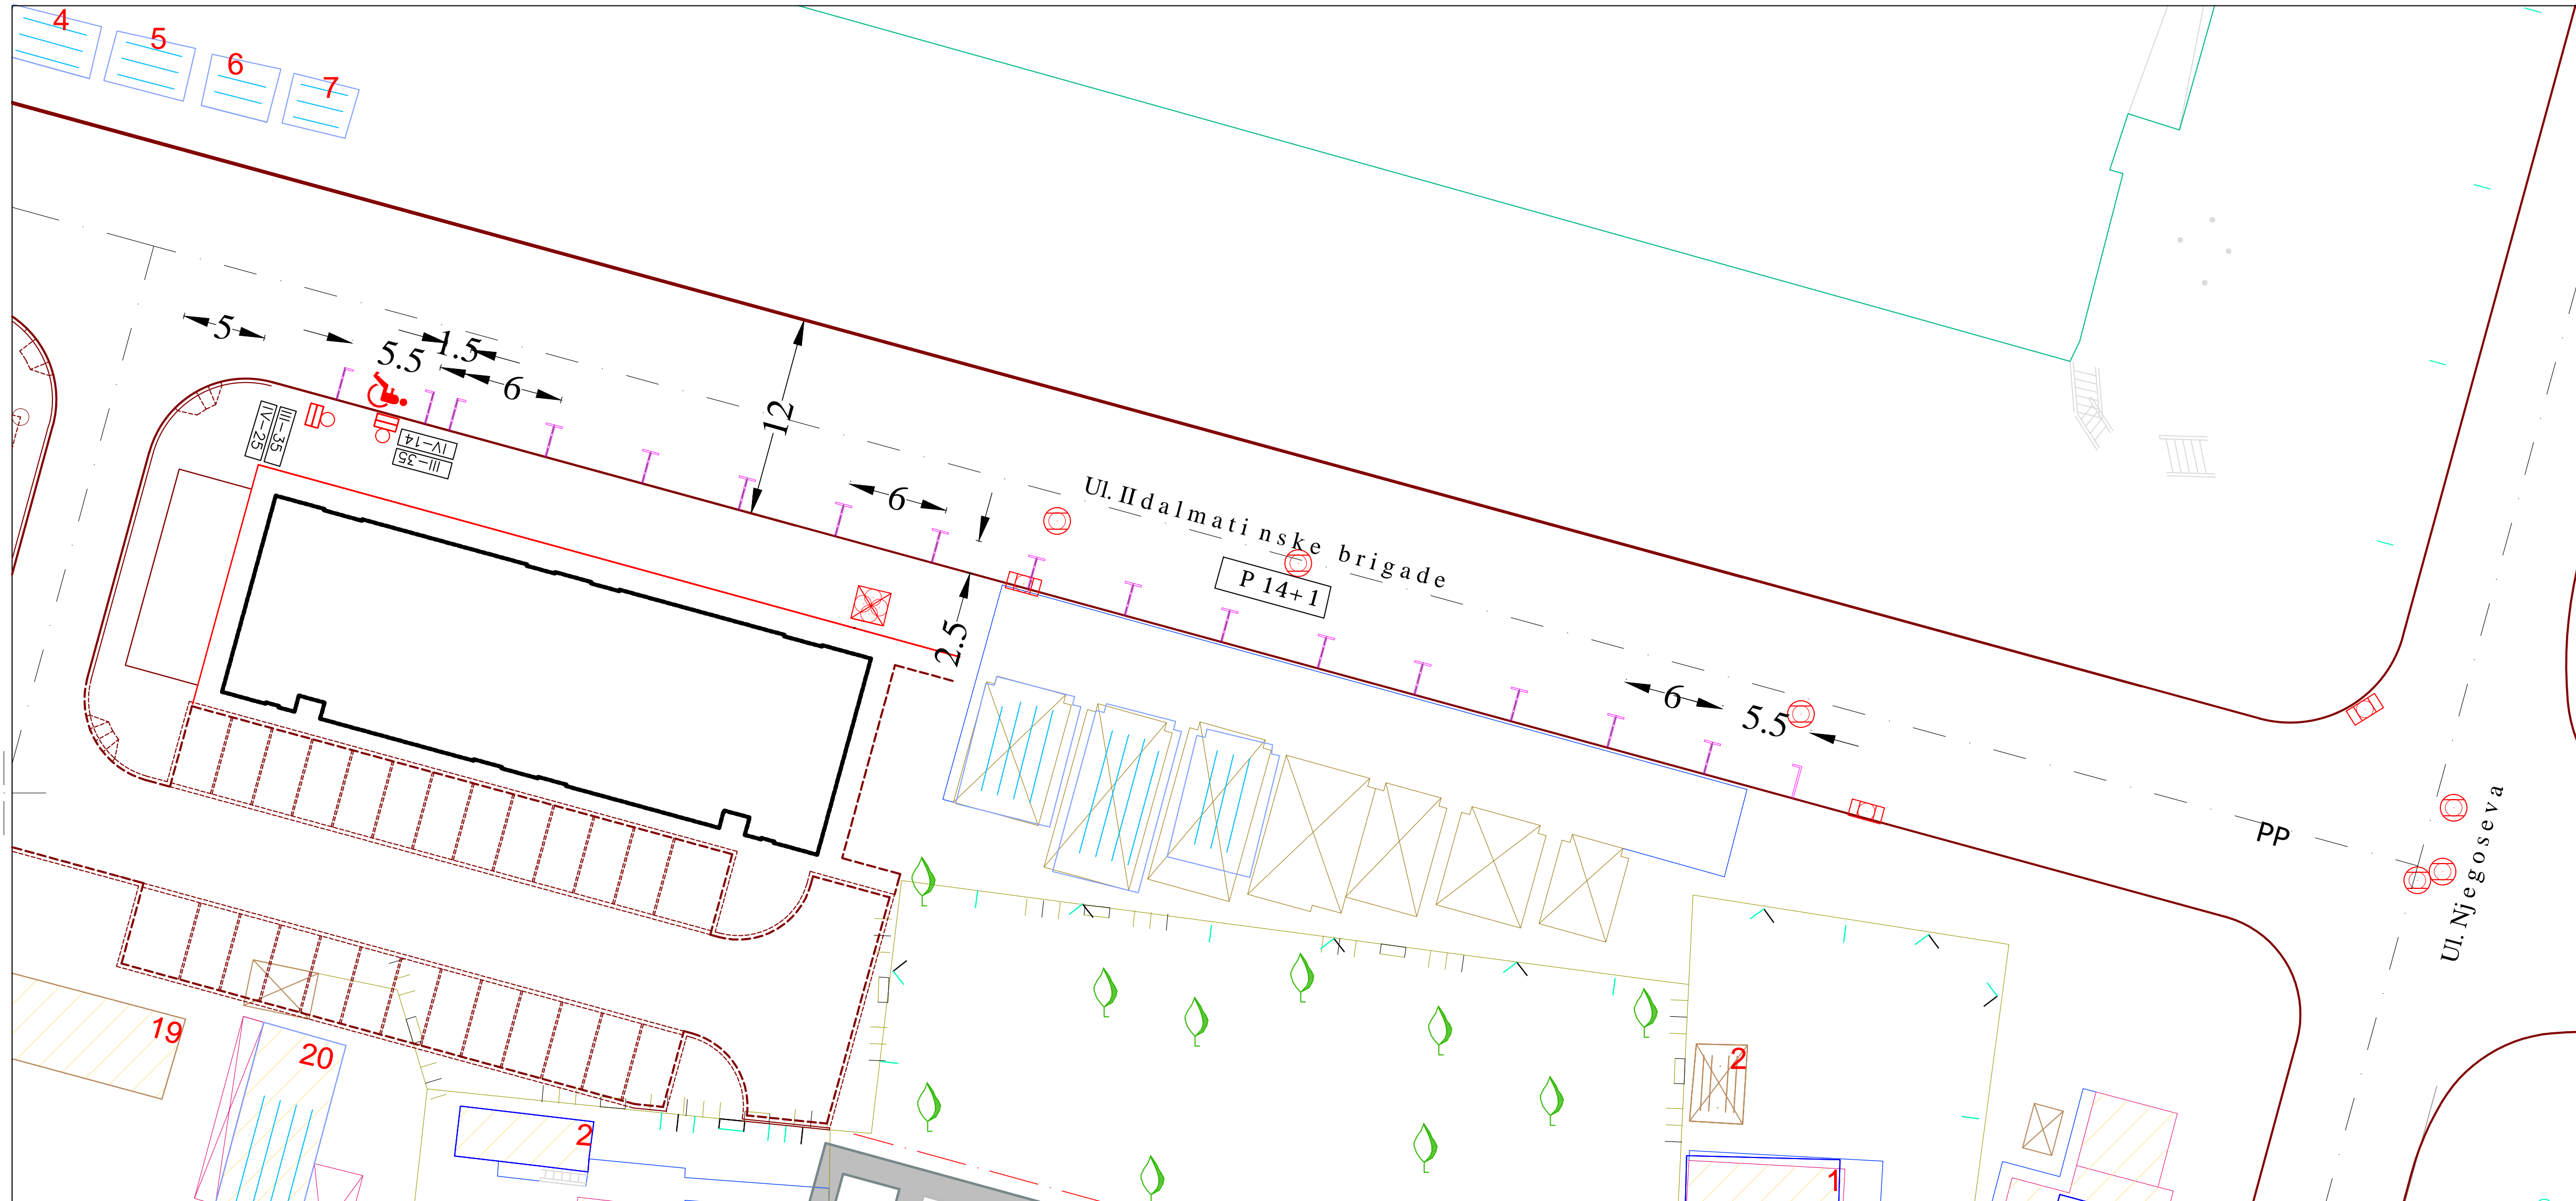 4
5
6
7
5
5.5
1.5
6
12
IV-25
III-35
IV-14
III-35
6
2.5
Ul. II dalmatinske brigade
P 14+1
6
5.5
PP
Ul. Njegoseva
19
20
2
2
1